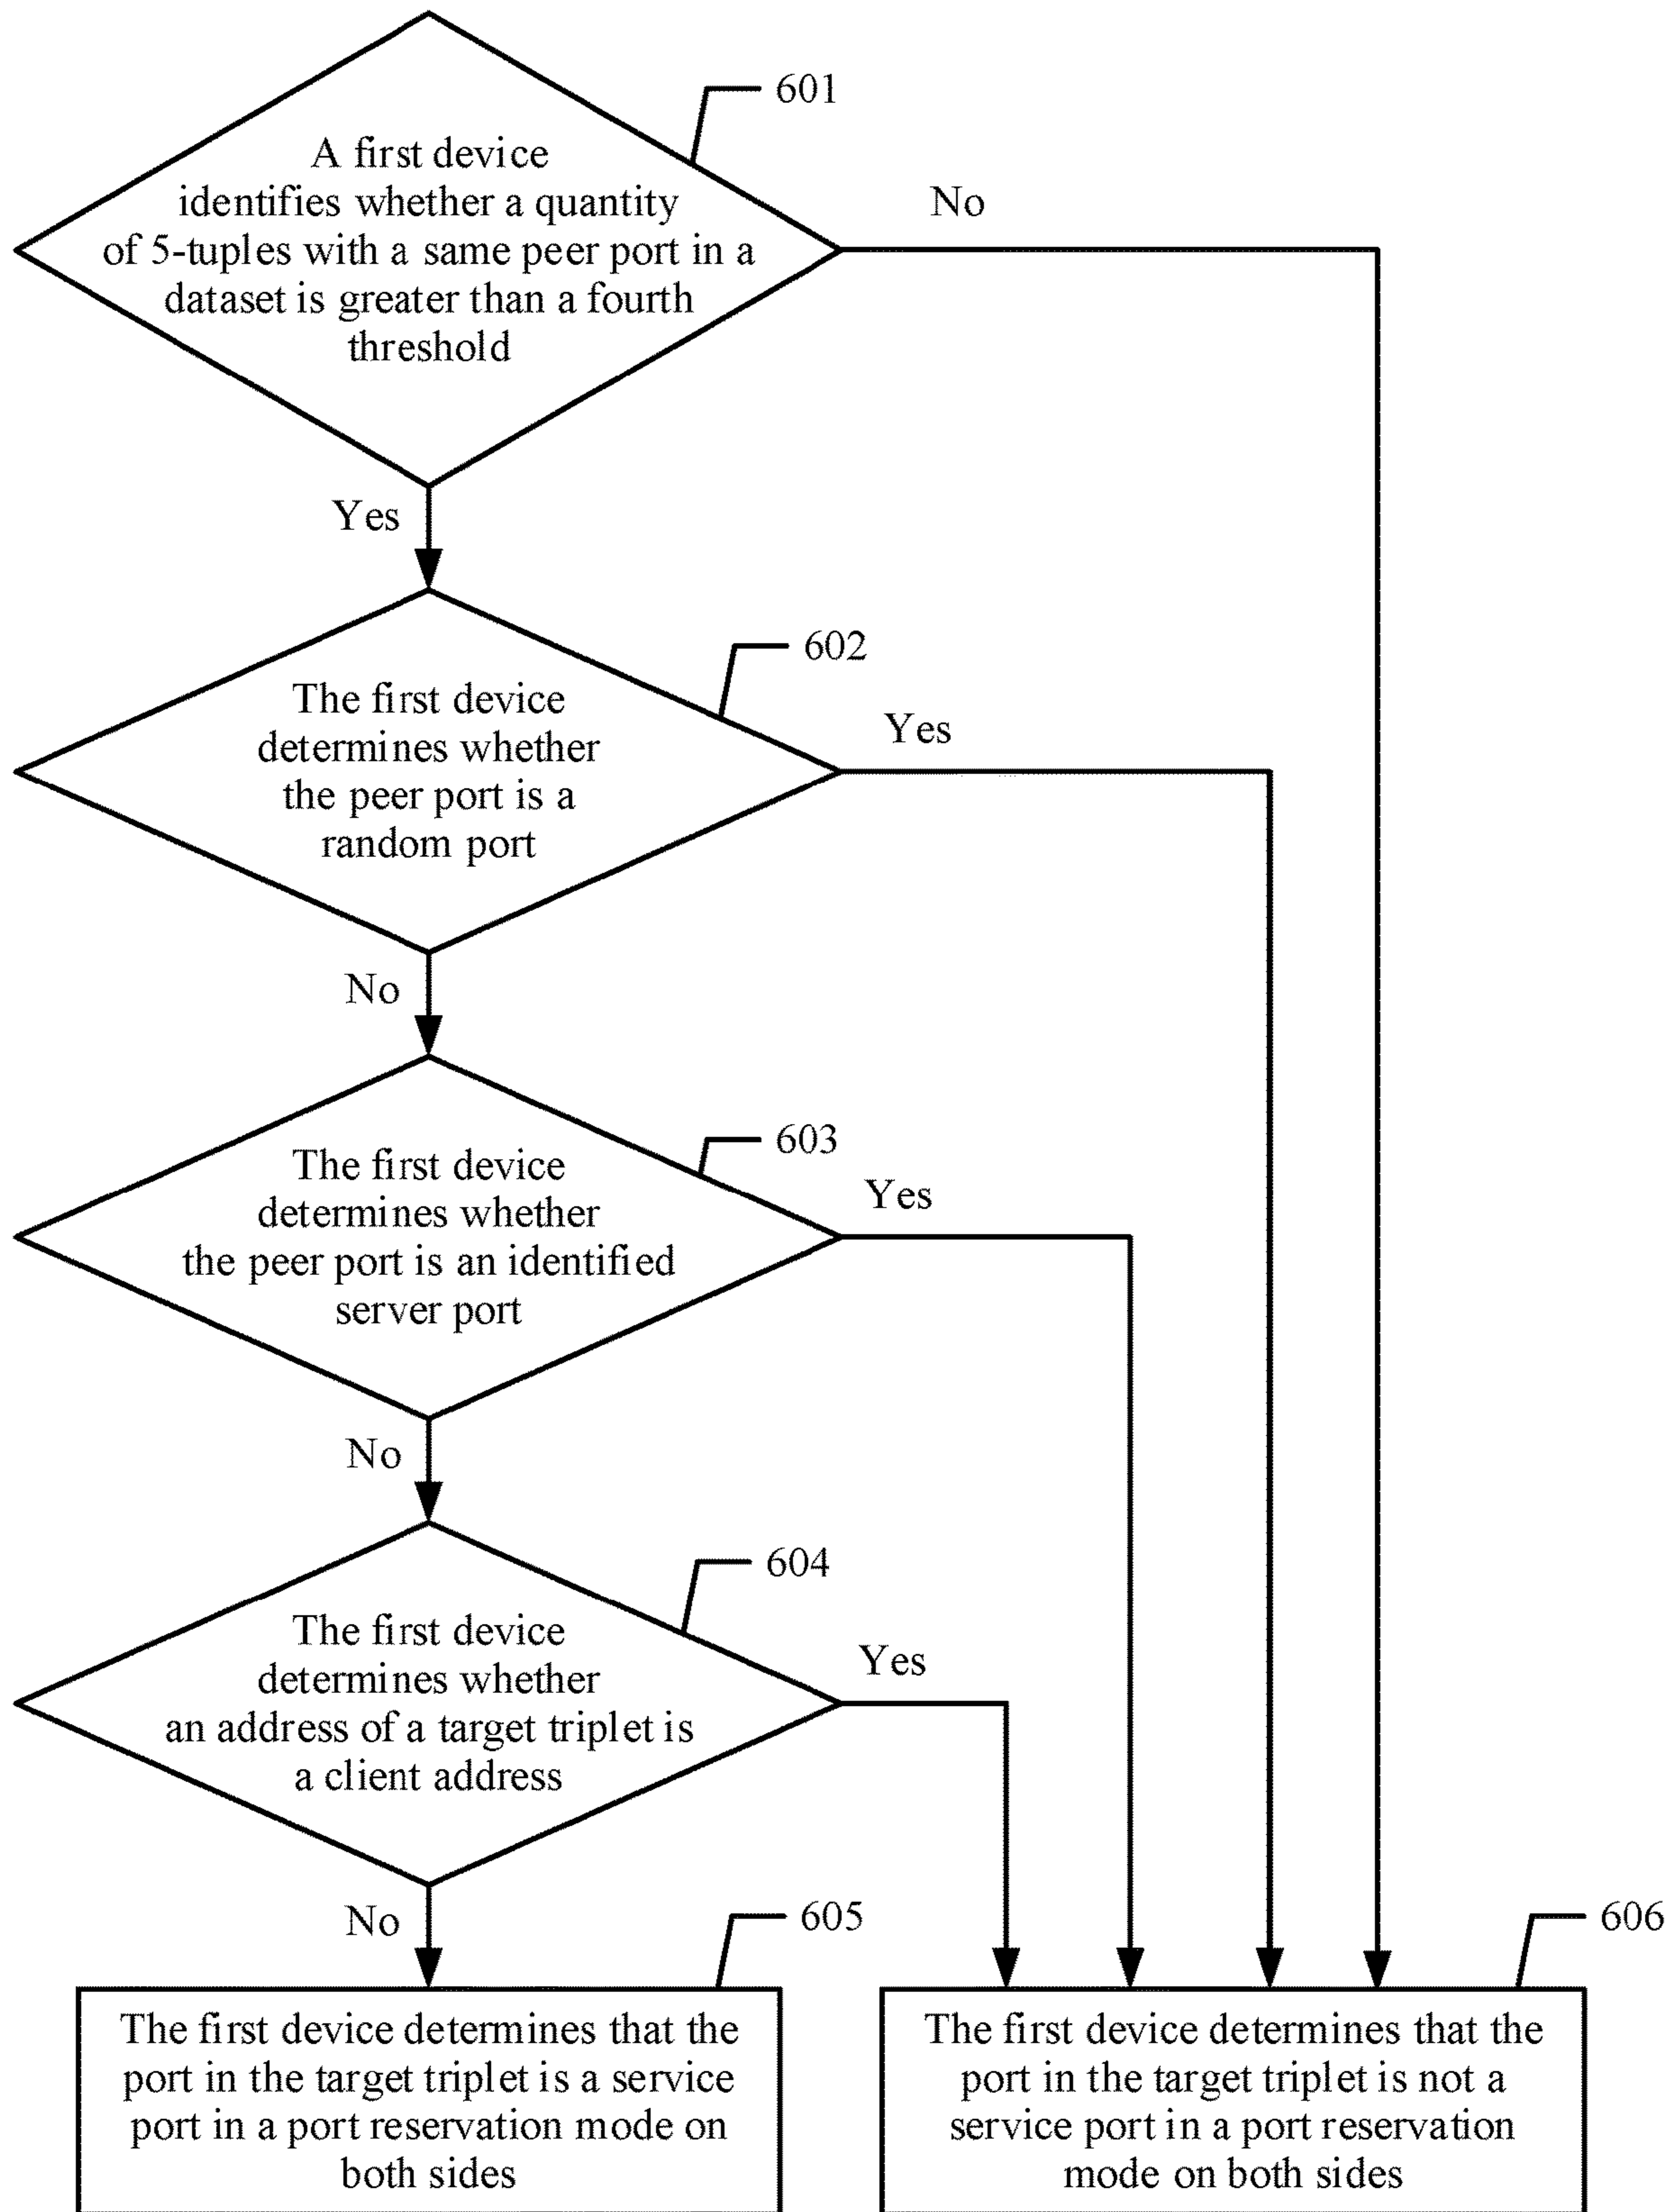 601
A first device
identifies whether a quantity
of 5-tuples with a same peer port in a
dataset is greater than a fourth
threshold
No
Yes
602
The first device
determines whether
the peer port is a
random port
Yes
No
603
The first device
determines whether
the peer port is an identified
server port
Yes
No
604
The first device
determines whether
an address of a target triplet is
a client address
Yes
No
605
The first device determines that the
port in the target triplet is a service
port in a port reservation mode on
both sides
606
The first device determines that the
port in the target triplet is not a
service port in a port reservation
mode on both sides